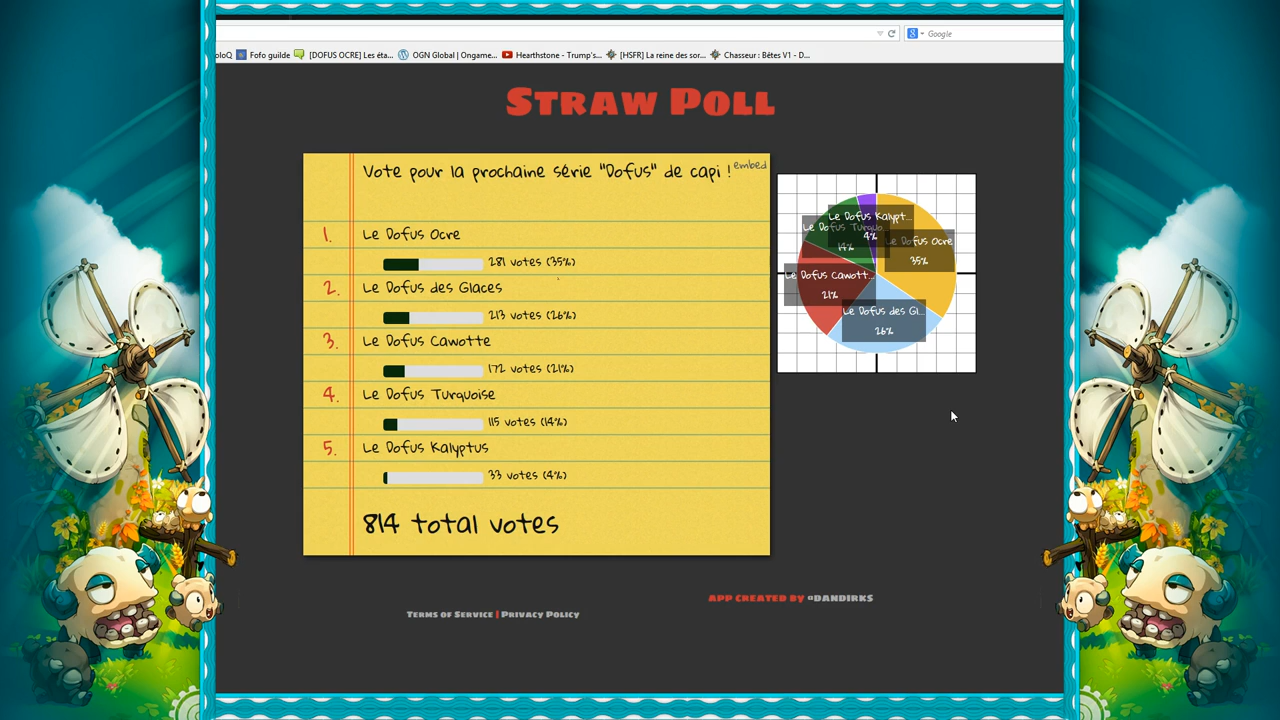 oloQ Fofo guilde [DOFUS OCRE] Les éta... OGN Global | Ongame... Hearthstone - Trump's... [HSFR] La reine des sor... Chasseur : Bêtes V1 - D...
Google
Straw Poll
Vote pour la prochaine série "Dofus" de capi !
embed
1. Le Dofus Ocre
281 votes (35%)
2. Le Dofus des Glaces
213 votes (26%)
3. Le Dofus Cawotte
172 votes (21%)
4. Le Dofus Turquoise
115 votes (14%)
5. Le Dofus Kalyptus
33 votes (4%)
814 total votes
Le Dofus Kalypt...
4%
Le Dofus Turquo...
14%
Le Dofus Ocre
35%
Le Dofus Cawott...
21%
Le Dofus des Gl...
26%
App created by @dandirks
Terms of Service | Privacy Policy